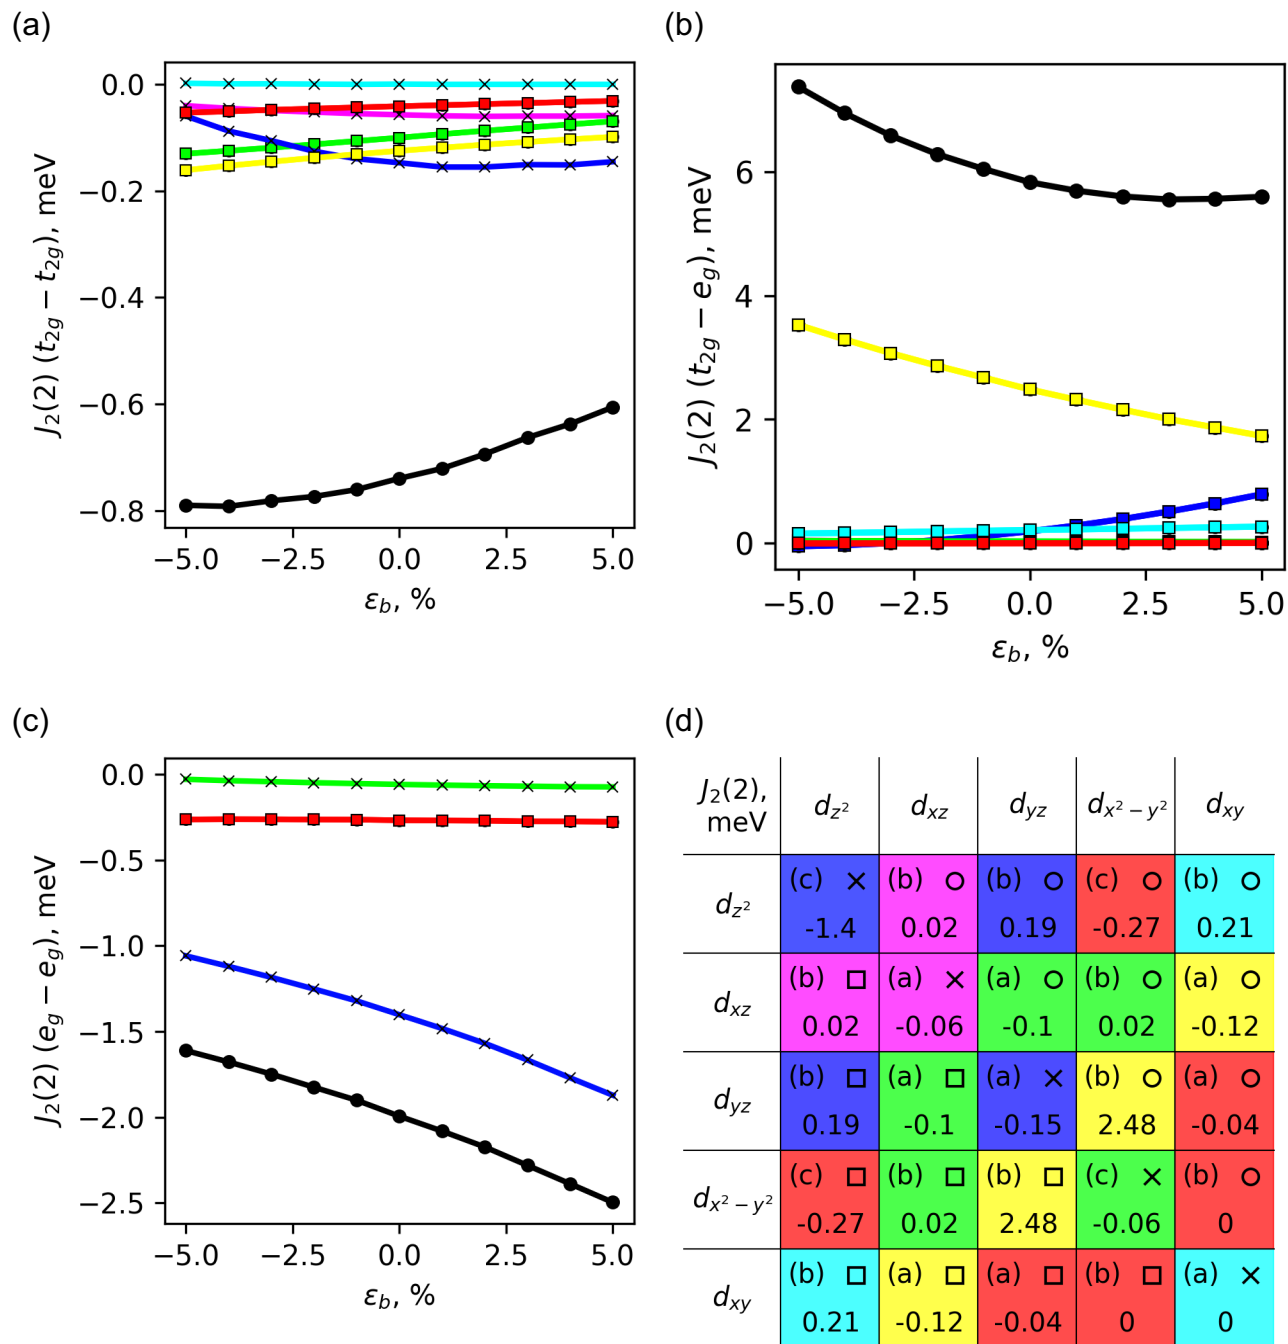 (a)
0.0
−0.2
−0.4
−0.6
−0.8
J₂(2) (t₂g − t₂g), meV
−5.0 −2.5 0.0 2.5 5.0
εb, %
(b)
6
4
2
0
J₂(2) (t₂g − eg), meV
−5.0 −2.5 0.0 2.5 5.0
εb, %
(c)
0.0
−0.5
−1.0
−1.5
−2.0
−2.5
J₂(2) (eg − eg), meV
−5.0 −2.5 0.0 2.5 5.0
εb, %
(d)
J₂(2), meV dz² dxz dyz dx²−y² dxy
dz² (c) × (b) ○ (b) ○ (c) ○ (b) ○
-1.4 0.02 0.19 -0.27 0.21
dxz (b) □ (a) × (a) ○ (b) ○ (a) ○
0.02 -0.06 -0.1 0.02 -0.12
dyz (b) □ (a) □ (a) × (b) ○ (a) ○
0.19 -0.1 -0.15 2.48 -0.04
dx²−y² (c) □ (b) □ (b) □ (c) × (b) ○
-0.27 0.02 2.48 -0.06 0
dxy (b) □ (a) □ (a) □ (b) □ (a) ×
0.21 -0.12 -0.04 0 0